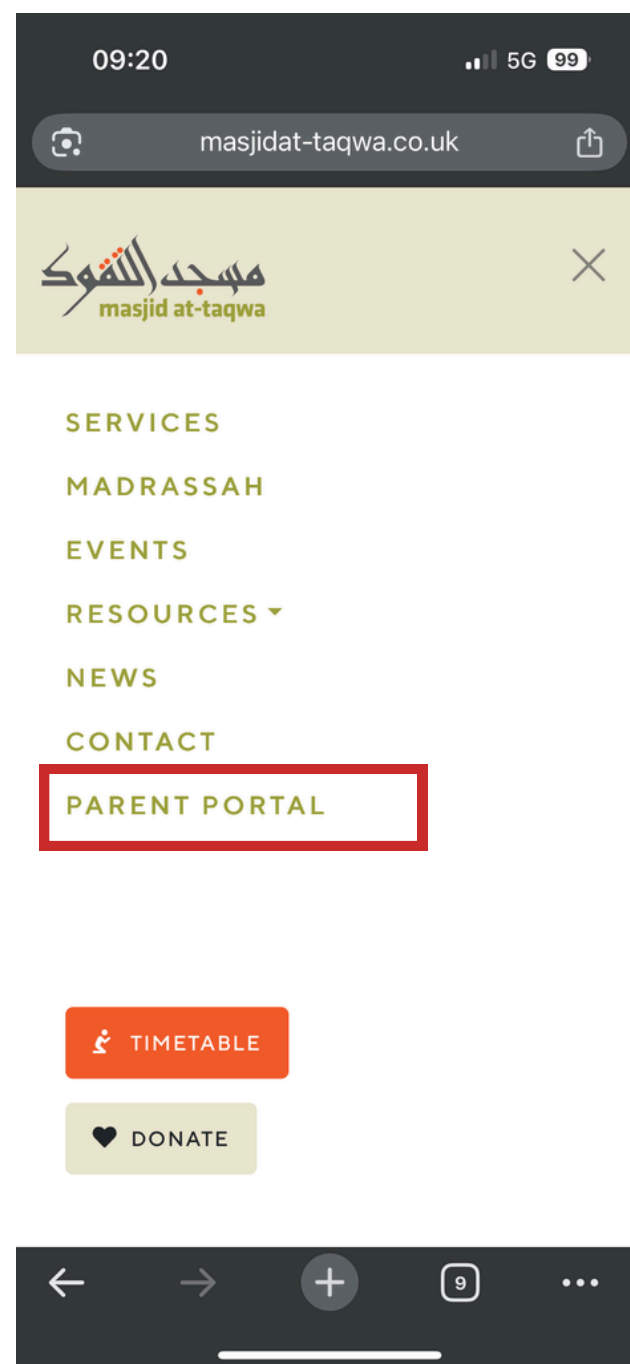 09:20 5G 99
masjidat-taqwa.co.uk
مسجد التقوى
masjid at-taqwa
SERVICES
MADRASSAH
EVENTS
RESOURCES
NEWS
CONTACT
PARENT PORTAL
TIMETABLE
DONATE
9